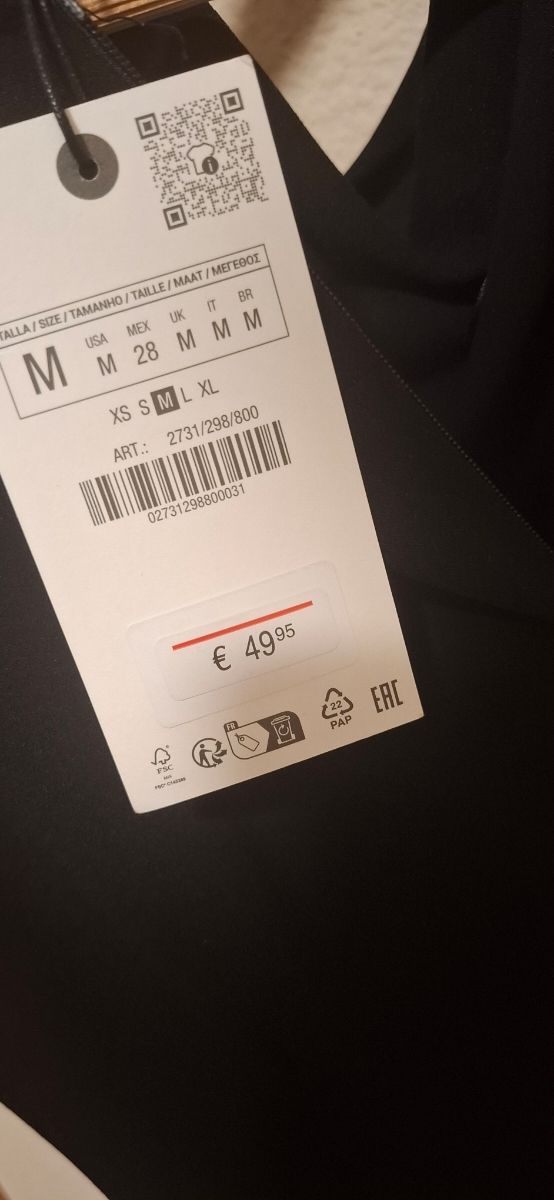 TALLA / SIZE / TAMANHO / TAILLE / MAAT / ΜΕΓΕΘΟΣ
M
USA MEX UK IT BR
M 28 M M M
XS S M L XL
ART.: 2731/298/800
02731298800031
€ 49 95
FR
22
PAP
EAC
FSC